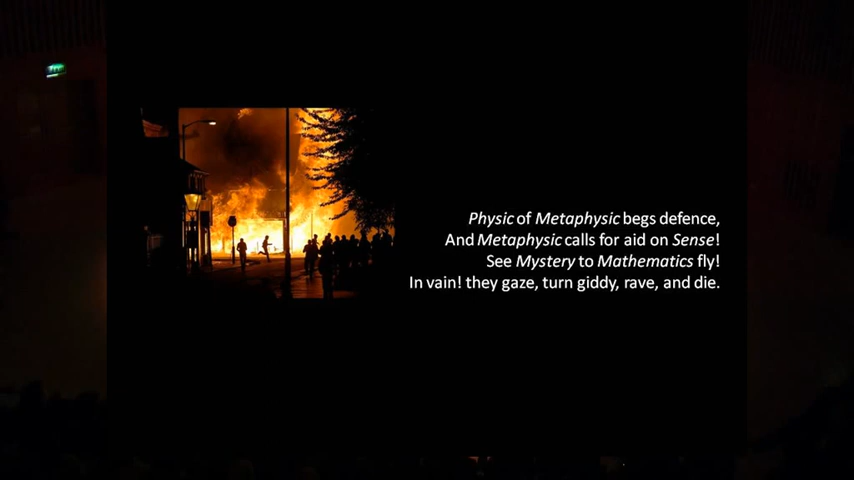 Physic of Metaphysic begs defence,
And Metaphysic calls for aid on Sense!
See Mystery to Mathematics fly!
In vain! they gaze, turn giddy, rave, and die.